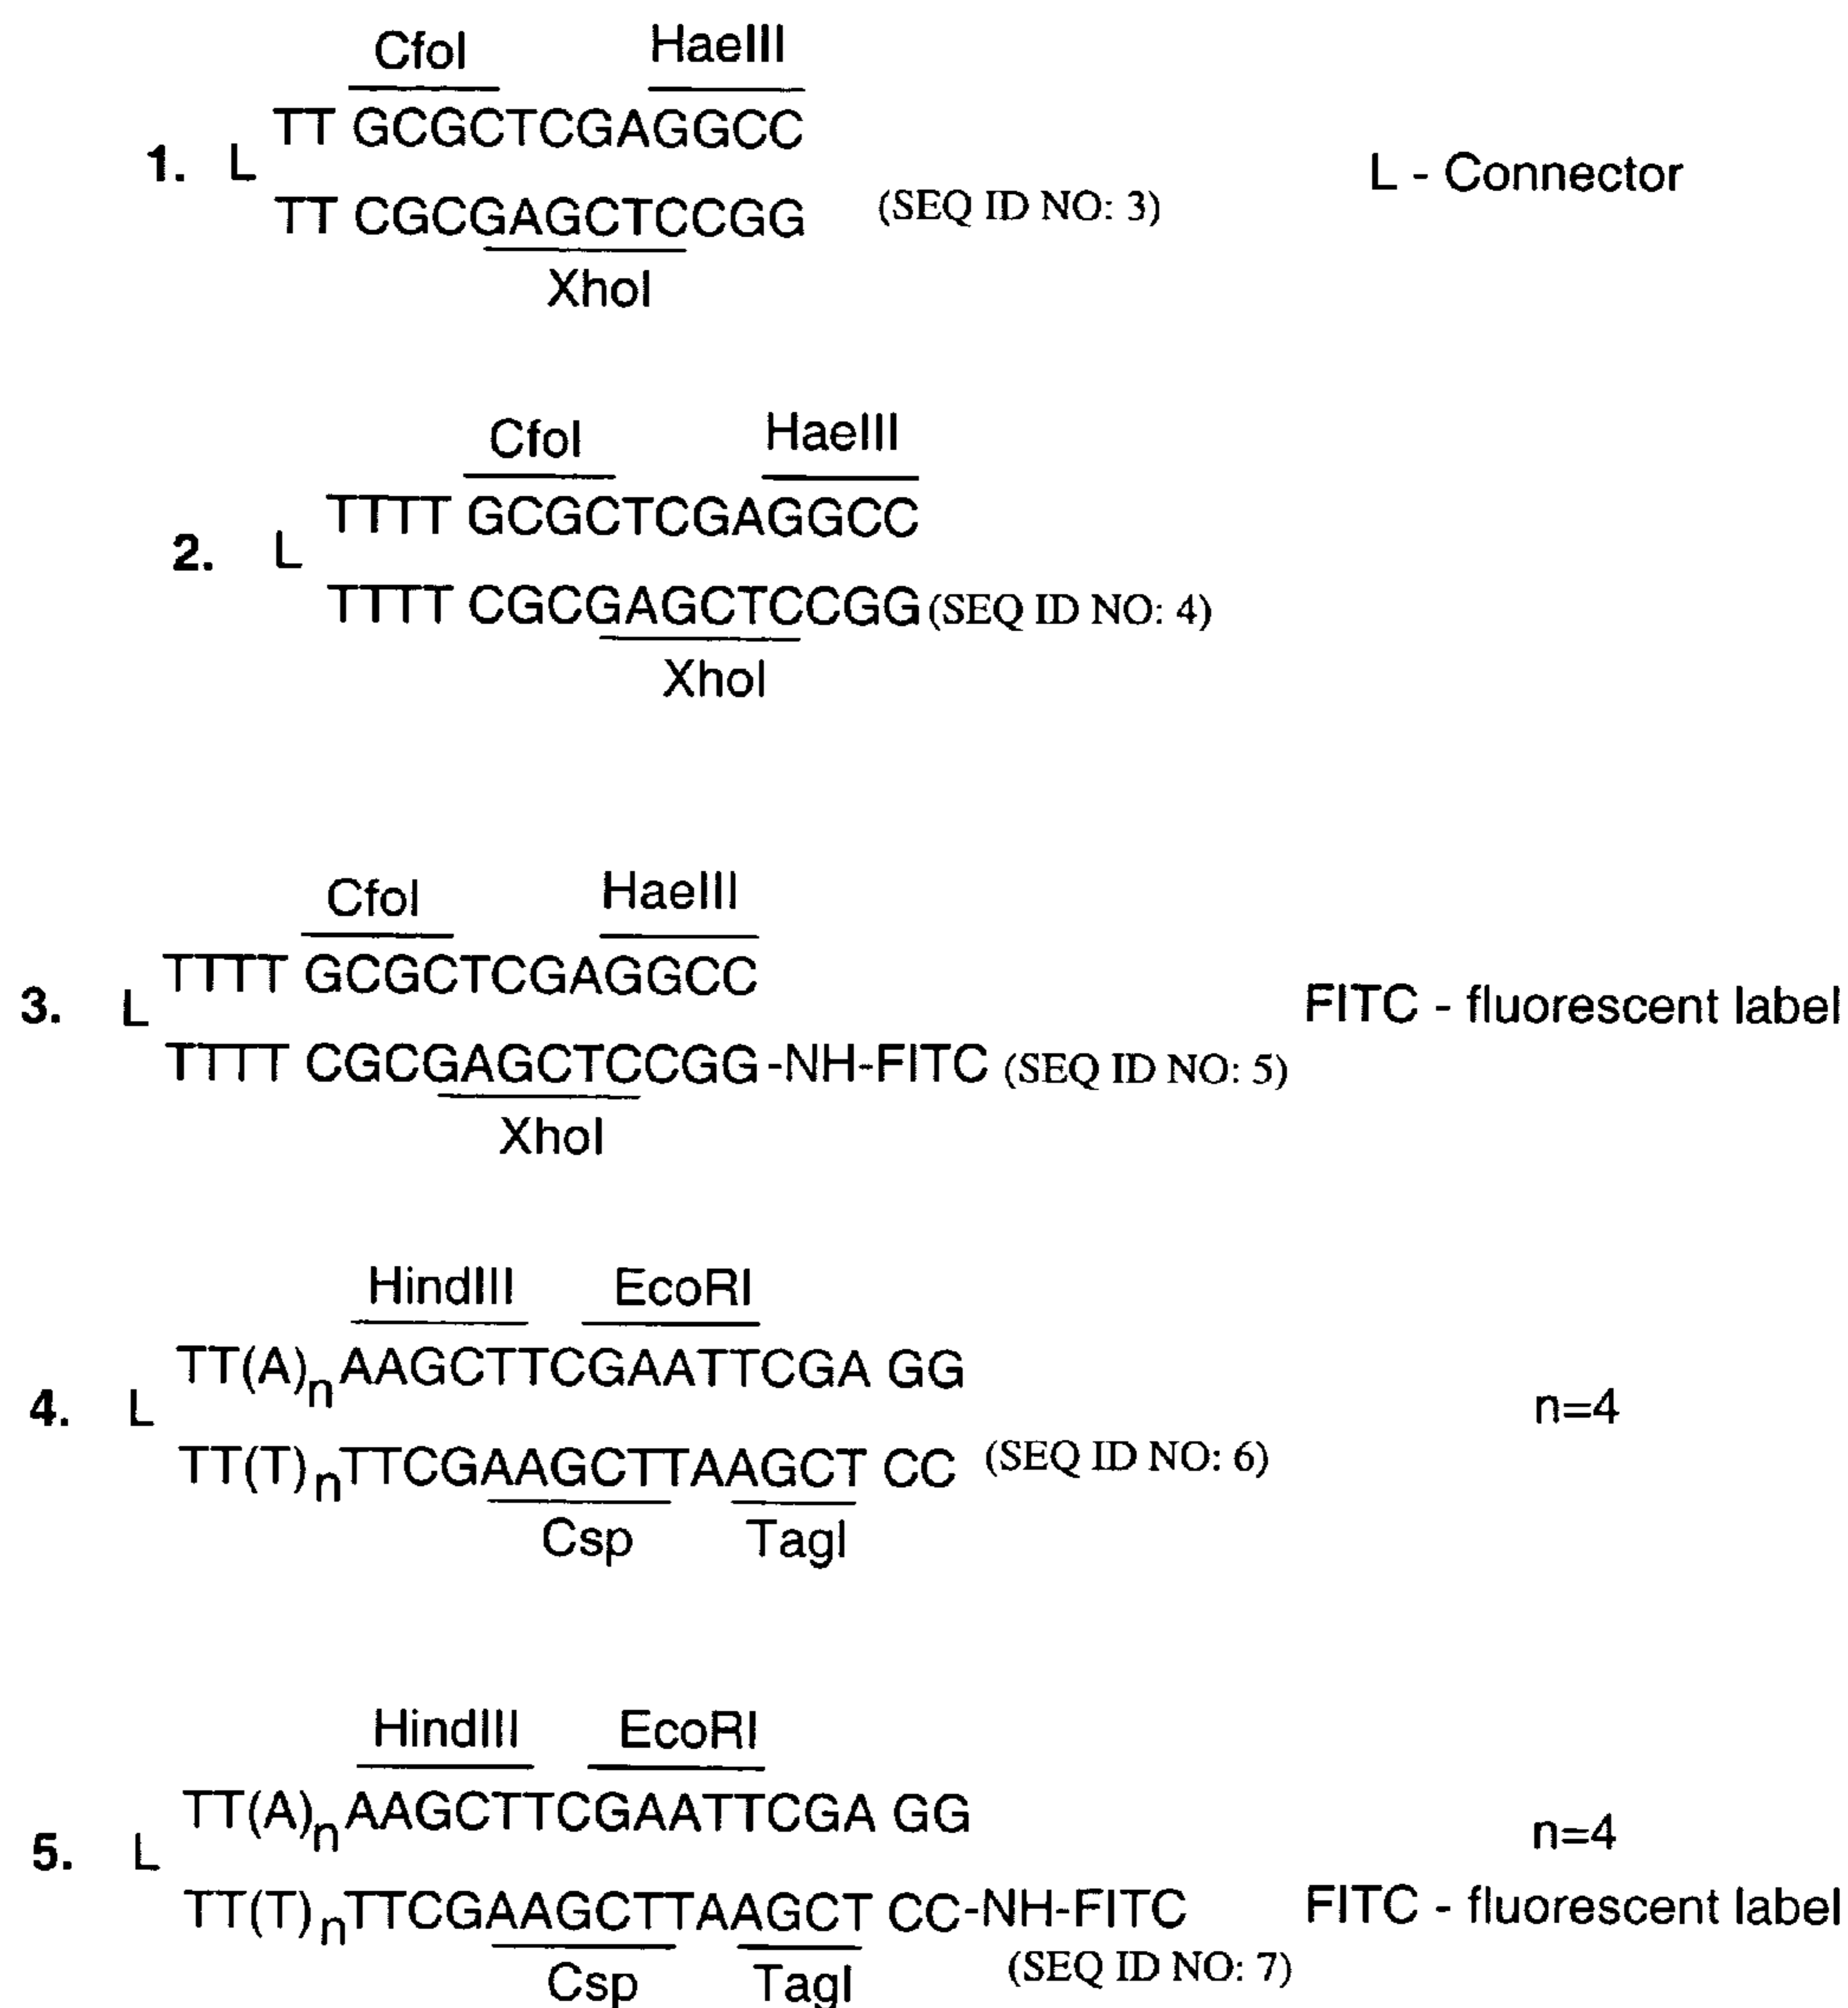 CfoI HaeIII
TT GCGCTCGAGGCC
1. L
L - Connector
TT CGCGAGCTCCGG (SEQ ID NO: 3)
XhoI
CfoI HaeIII
TTTT GCGCTCGAGGCC
2. L
TTTT CGCGAGCTCCGG (SEQ ID NO: 4)
XhoI
CfoI HaeIII
TTTT GCGCTCGAGGCC
3. L
FITC - fluorescent label
TTTT CGCGAGCTCCGG -NH-FITC (SEQ ID NO: 5)
XhoI
HindIII EcoRI
TT(A)nAAGCTTCGAATTCGA GG
4. L
n=4
TT(T)nTTCGAAGCTTAAGCT CC (SEQ ID NO: 6)
Csp TagI
HindIII EcoRI
TT(A)nAAGCTTCGAATTCGA GG
n=4
5. L
TT(T)nTTCGAAGCTTAAGCT CC-NH-FITC
FITC - fluorescent label
(SEQ ID NO: 7)
Csp TagI